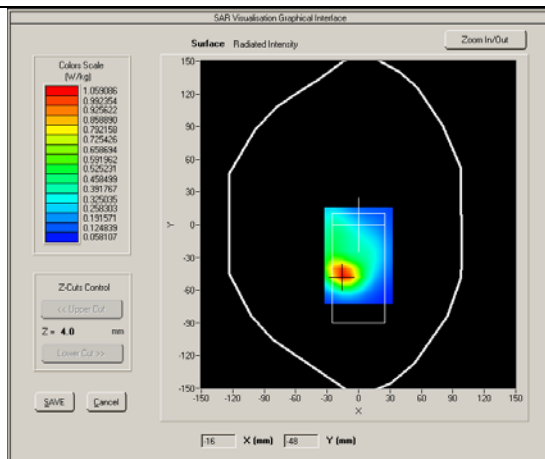 SAR Visualisation Graphical Interface
Surface Radiated Intensity
Zoom In/Out
Colors Scale
(W/kg)
1.059086
0.992354
0.925622
0.858890
0.792158
0.725426
0.658694
0.591962
0.525230
0.458499
0.391767
0.325035
0.258303
0.191571
0.124839
0.058107
Z-Cuts Control
<< Upper Cut
Z = 4.0 mm
Lower Cut >>
SAVE Cancel
Y
150
120
90
60
30
0
-30
-60
-90
-120
-150
-150 -120 -90 -60 -30 0 30 60 90 120 150
X
-16 X (mm) -48 Y (mm)